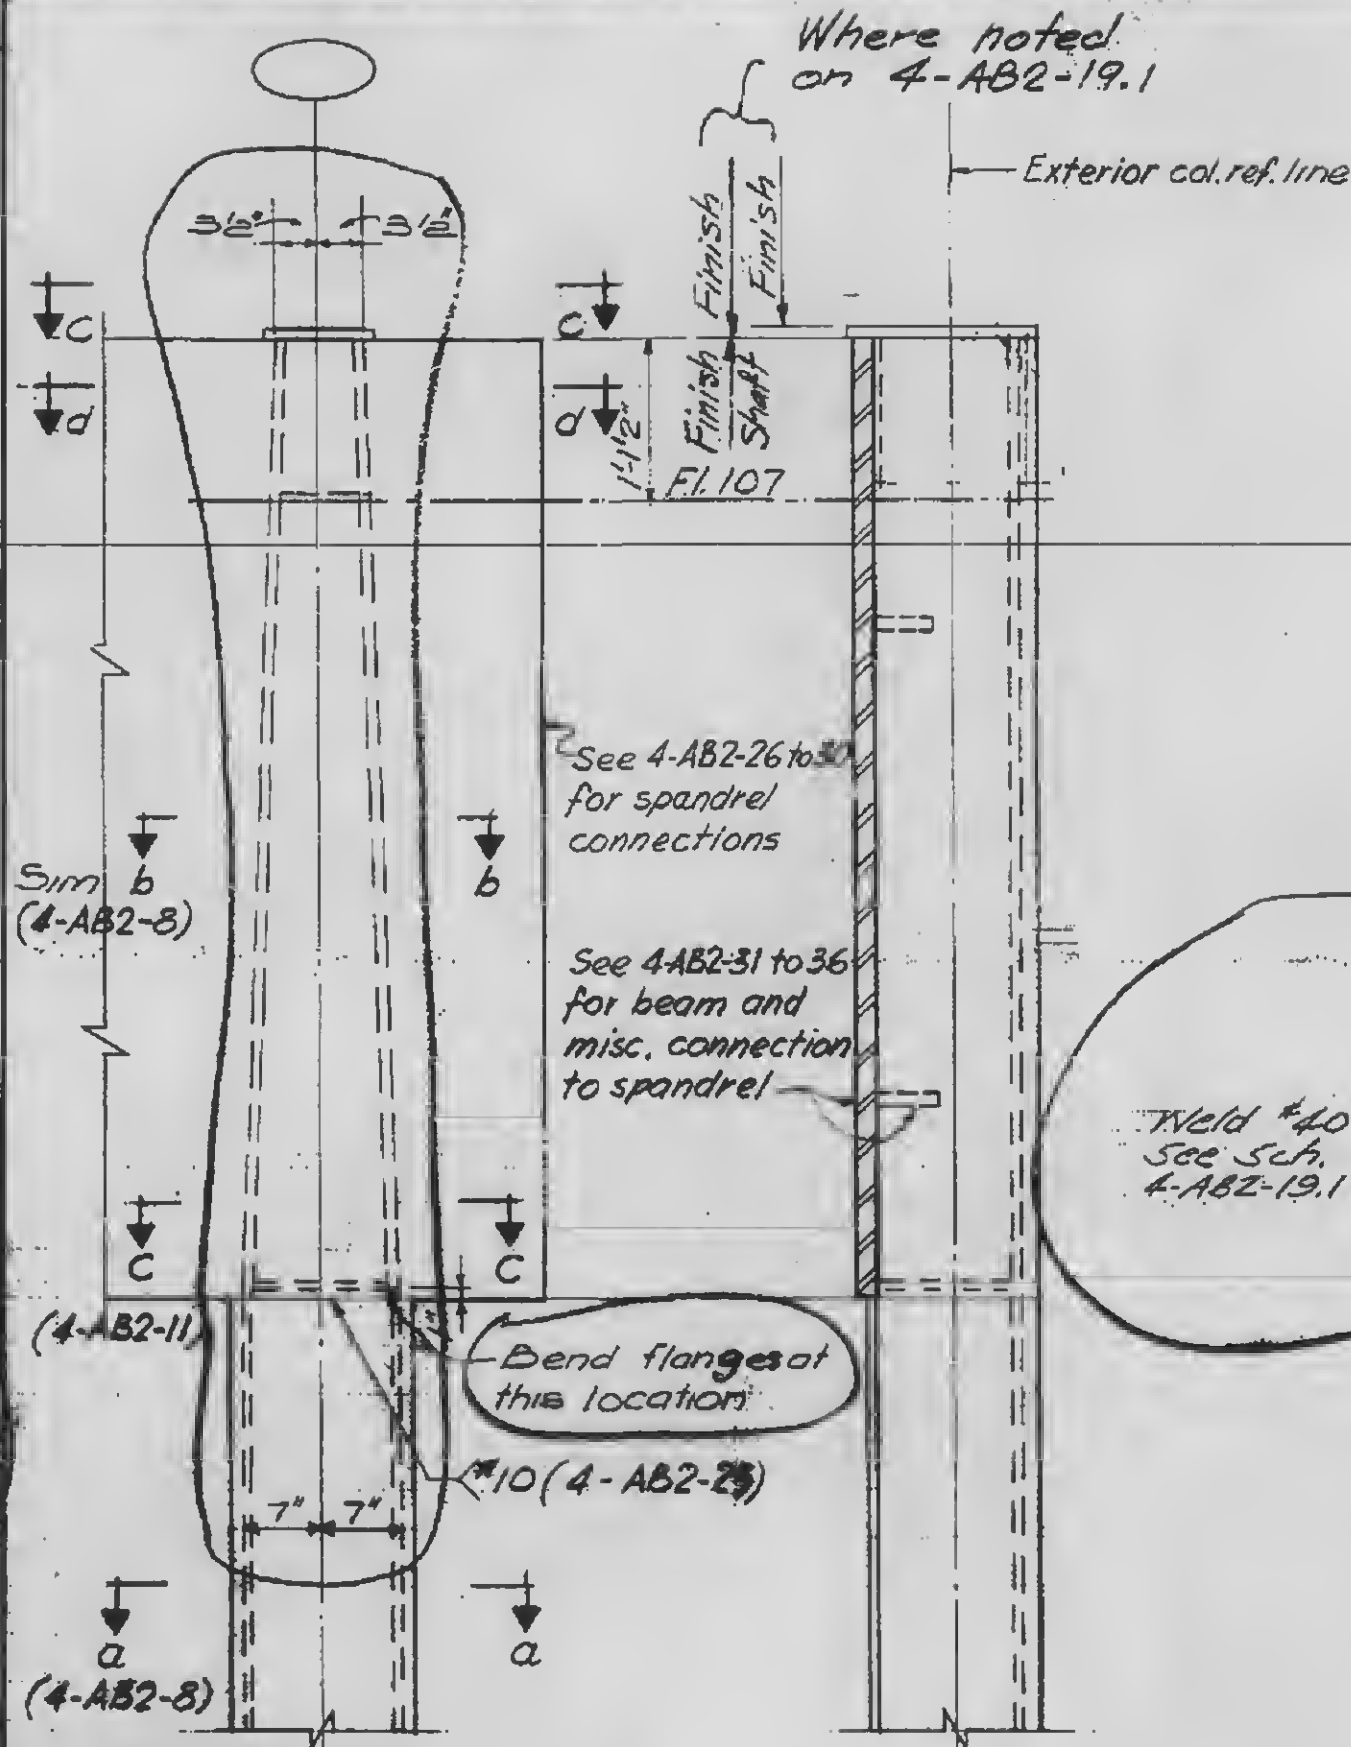 Where noted
on 4-AB2-19.1
Exterior col. ref. line
3½" 3½"
Finish
Finish
C C
d d
Finish
Shaft
1'-1½"
Fl. 107
See 4-AB2-26 to 30
for spandrel
connections
Sim b b
(4-AB2-8)
See 4-AB2-31 to 36
for beam and
misc. connection
to spandrel
Weld #40
See Sch.
4-AB2-19.1
C C
(4-AB2-11)
Bend flanges at
this location
#10 (4-AB2-
7" 7"
a a
(4-AB2-8)